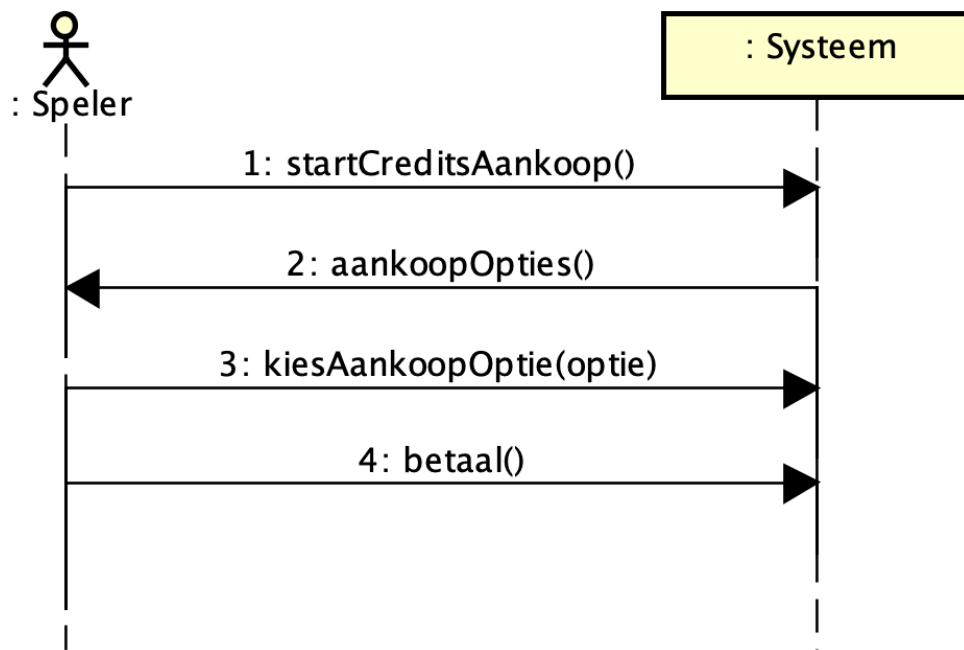 : Speler
: Systeem
1: startCreditsAankoop()
2: aankoopOpties()
3: kiesAankoopOptie(optie)
4: betaal()